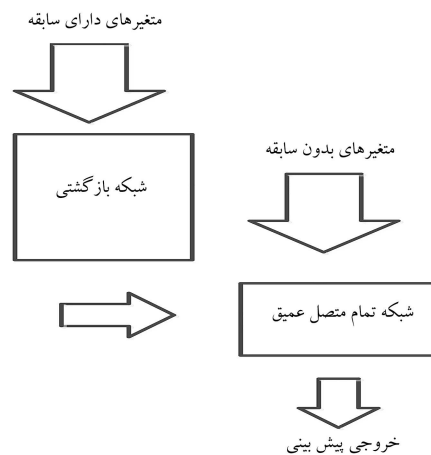 متغیرهای دارای سابقه
متغیرهای بدون سابقه
شبکه بازگشتی
شبکه تمام متصل عمیق
خروجی پیش بینی